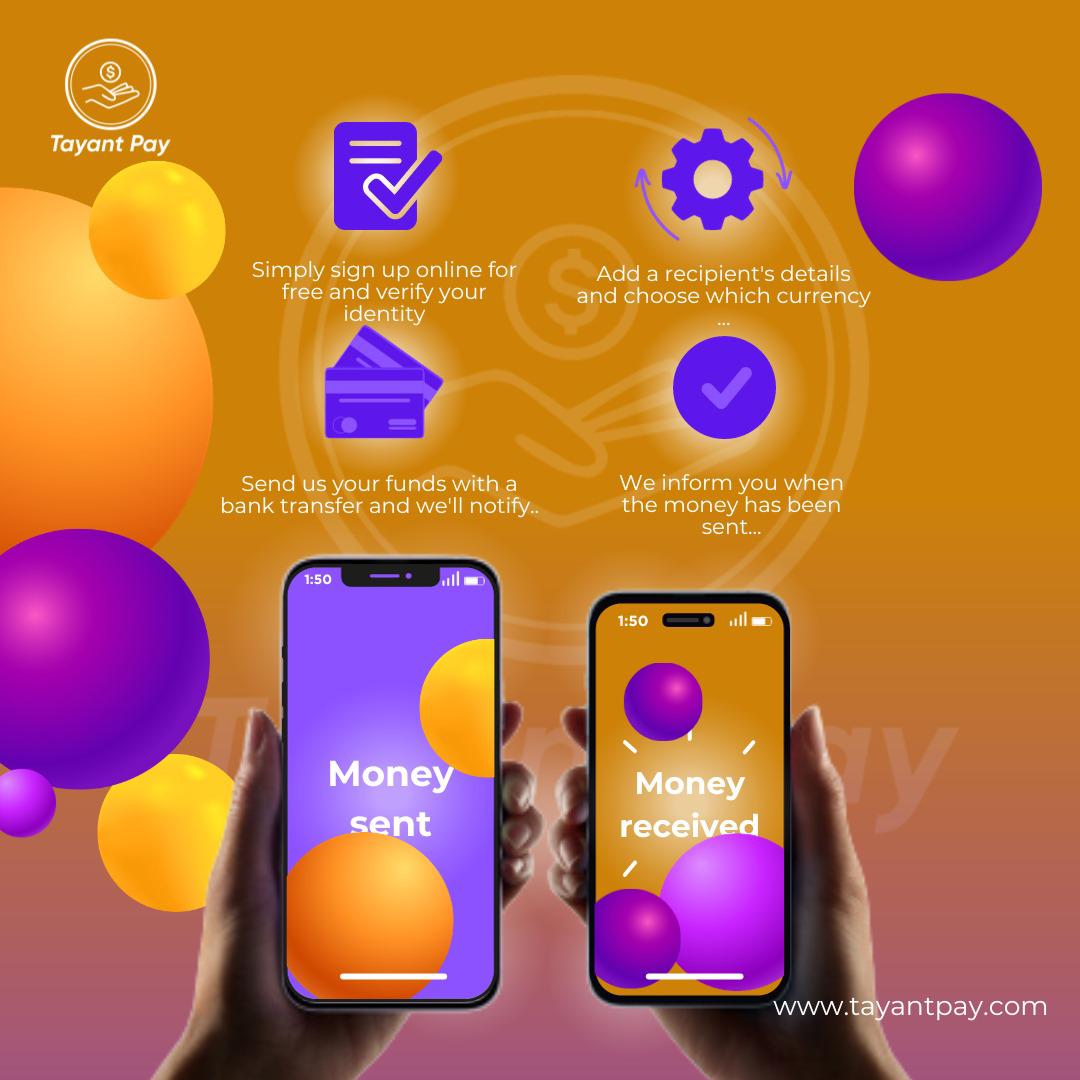 Tayant Pay
Simply sign up online for
free and verify your
identity
Add a recipient's details
and choose which currency
...
Send us your funds with a
bank transfer and we'll notify..
We inform you when
the money has been
sent...
$
$
1:50
Money
sent
1:50
Money
received
Tayant Pay
www.tayantpay.com